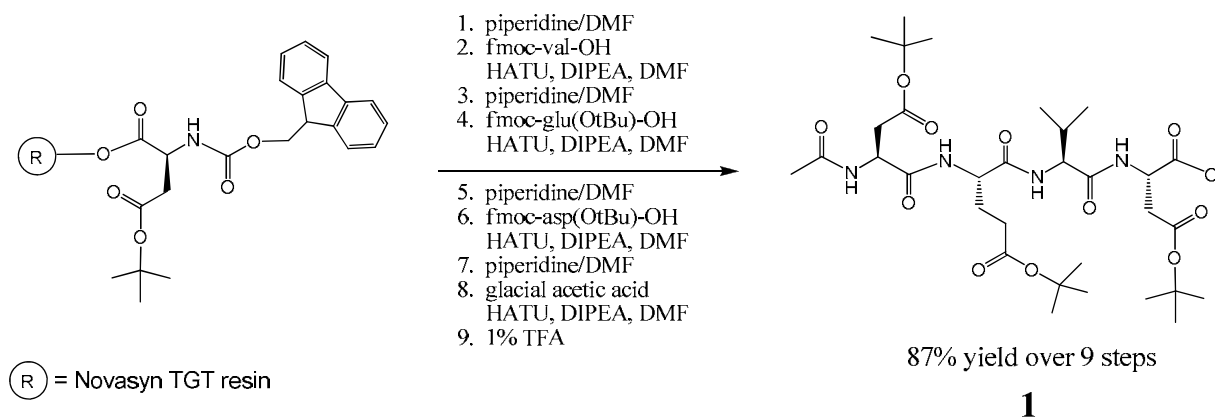 1. piperidine/DMF
2. fmoc-val-OH
HATU, DIPEA, DMF
3. piperidine/DMF
4. fmoc-glu(OtBu)-OH
HATU, DIPEA, DMF
5. piperidine/DMF
6. fmoc-asp(OtBu)-OH
HATU, DIPEA, DMF
7. piperidine/DMF
8. glacial acetic acid
HATU, DIPEA, DMF
9. 1% TFA
R = Novasyn TGT resin
87% yield over 9 steps
1